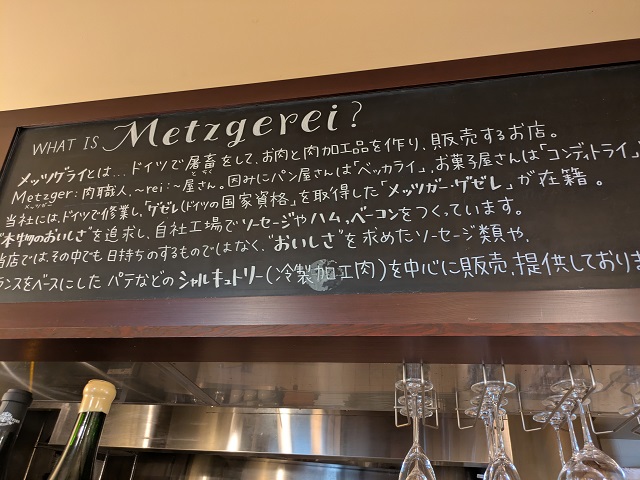 WHAT IS Metzgerei?
メッツゲライとは…ドイツで屠畜をして、お肉と肉加工品を作り、販売するお店。
Metzger:肉職人、~rei:~屋さん。因みにパン屋さんは「ベッカライ」、お菓子屋さんは「コンディトライ」
メッツガー
当社には、ドイツで修業し、「ゲゼレ(ドイツの国家資格)」を取得した「メッツガー・ゲゼレ」が在籍。
"本物のおいしさ"を追求し、自社工場でソーセージやハム、ベーコンをつくっています。
当店では、その中でも日持ちのするものではなく、"おいしさ"を求めたソーセージ類や、
ランスをベースにしたパテなどのシャルキュトリー(冷製加工肉)を中心に販売、提供しておりま